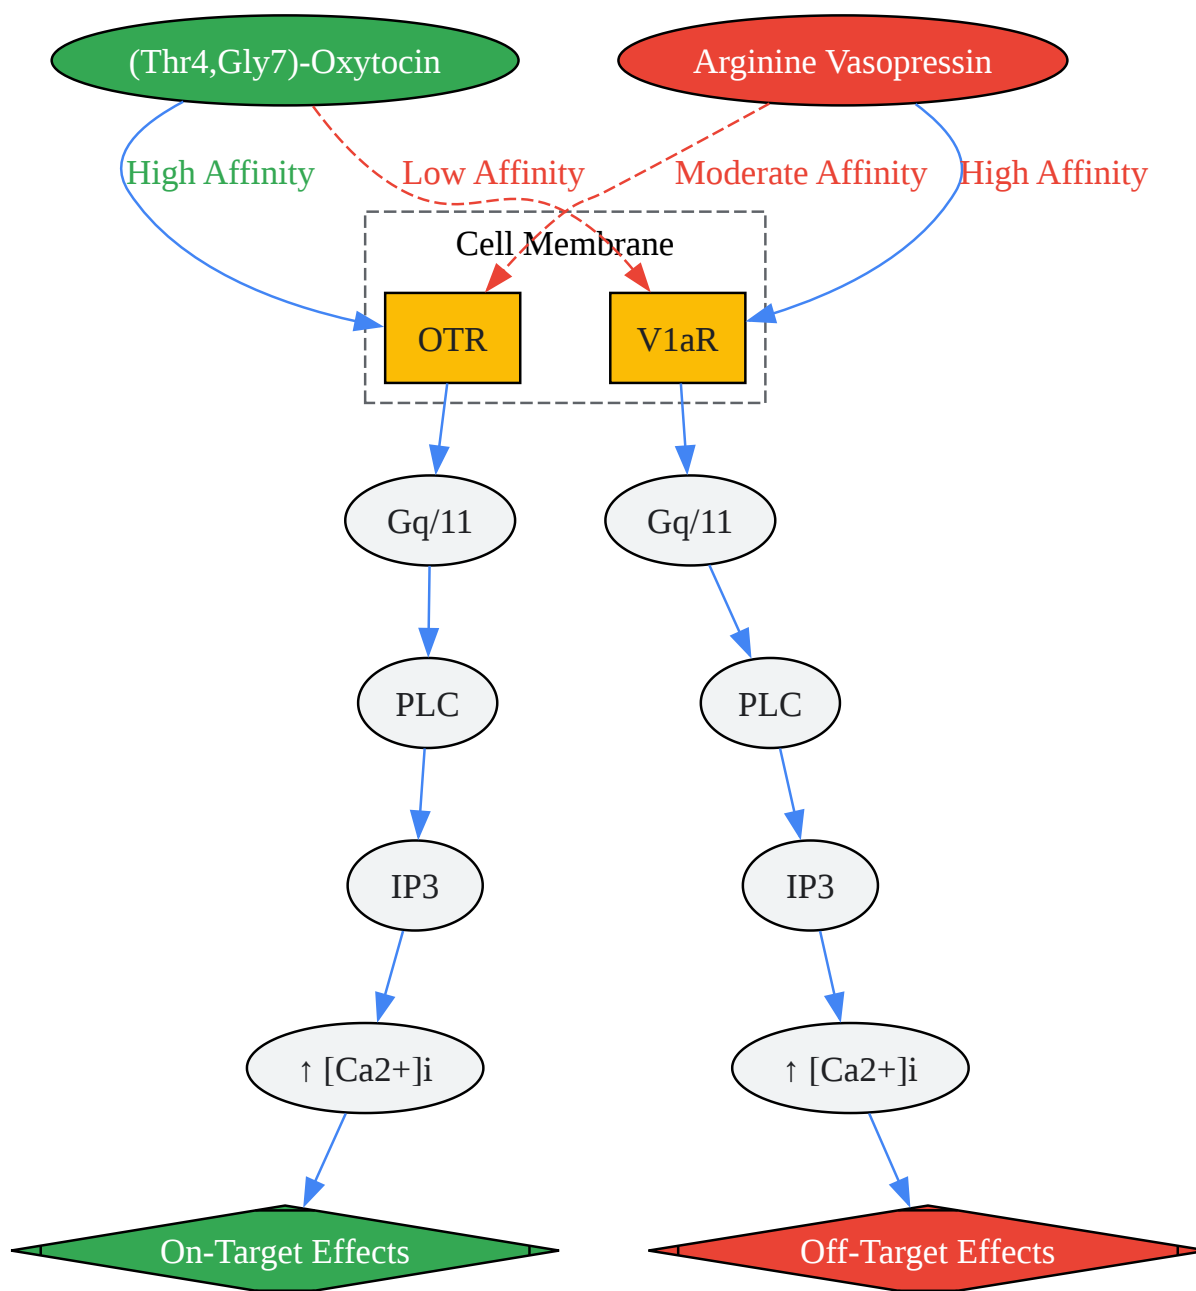 (Thr4,Gly7)-Oxytocin
Arginine Vasopressin
High Affinity
Low Affinity
Moderate Affinity
High Affinity
Cell Membrane
OTR
V1aR
Gq/11
Gq/11
PLC
PLC
IP3
IP3
↑ [Ca2+]i
↑ [Ca2+]i
On-Target Effects
Off-Target Effects